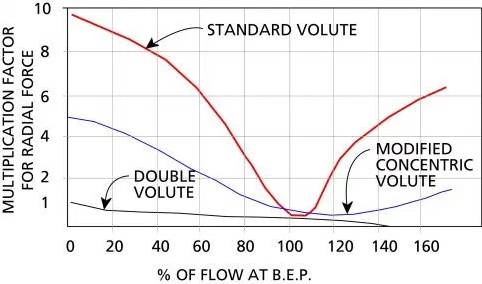 MULTIPLICATION FACTOR
FOR RADIAL FORCE
10
8
6
4
2
1
STANDARD VOLUTE
DOUBLE
VOLUTE
MODIFIED
CONCENTRIC
VOLUTE
0 20 40 60 80 100 120 140 160
% OF FLOW AT B.E.P.